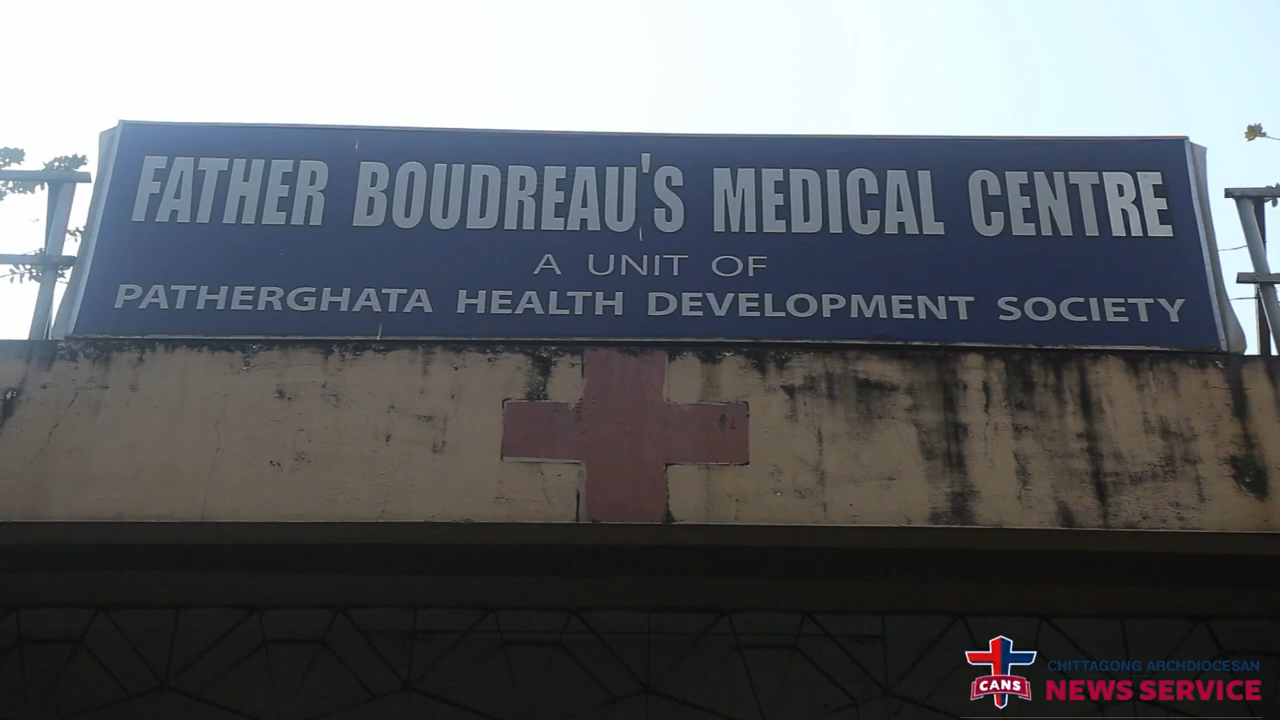 FATHER BOUDREAU'S MEDICAL CENTRE
A UNIT OF
PATHERGHATA HEALTH DEVELOPMENT SOCIETY
CANS
CHITTAGONG ARCHDIOCESAN
NEWS SERVICE